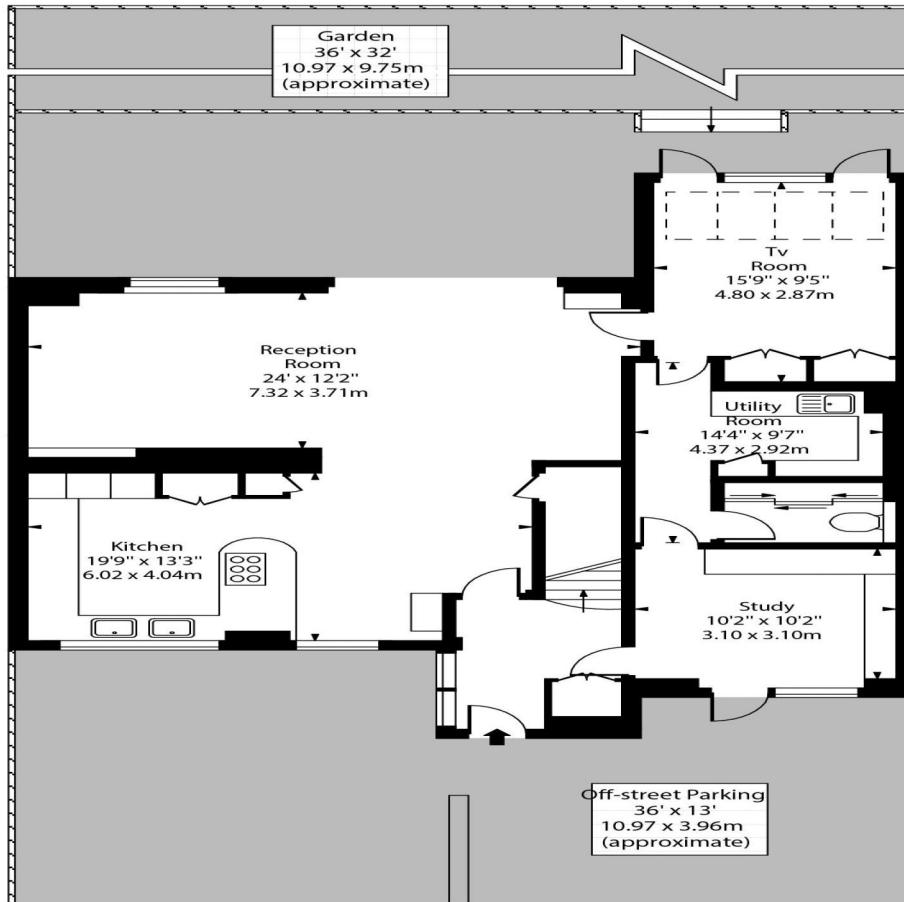 Garden
36' x 32'
10.97 x 9.75m
(approximate)
Tv
Room
15'9" x 9'5"
4.80 x 2.87m
Reception
Room
24' x 12'2"
7.32 x 3.71m
Utility
Room
14'4" x 9'7"
4.37 x 2.92m
Kitchen
19'9" x 13'3"
6.02 x 4.04m
Study
10'2" x 10'2"
3.10 x 3.10m
Off-street Parking
36' x 13'
10.97 x 3.96m
(approximate)